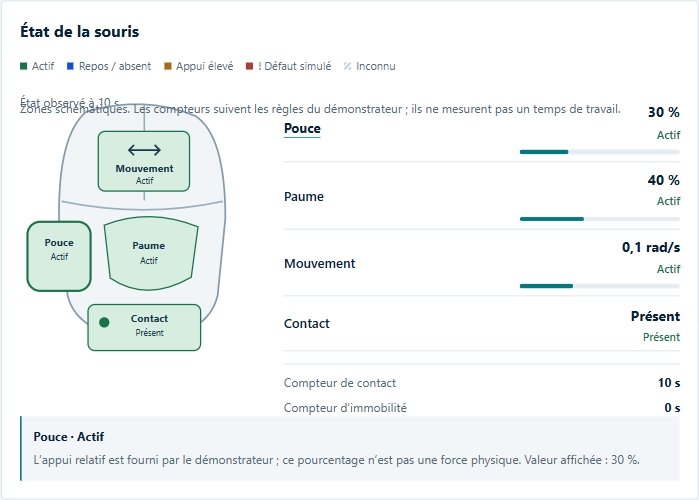 État de la souris
Actif
Repos / absent
Appui élevé
! Défaut simulé
Inconnu
État observé à 10 s
Zones schématiques. Les compteurs suivent les règles du démonstrateur ; ils ne mesurent pas un temps de travail.
Mouvement
Actif
Pouce
Actif
Paume
Actif
Contact
Présent
Pouce
30 %
Actif
Paume
40 %
Actif
Mouvement
0,1 rad/s
Actif
Contact
Présent
Présent
Compteur de contact
10 s
Compteur d’immobilité
0 s
Pouce · Actif
L’appui relatif est fourni par le démonstrateur ; ce pourcentage n’est pas une force physique. Valeur affichée : 30 %.